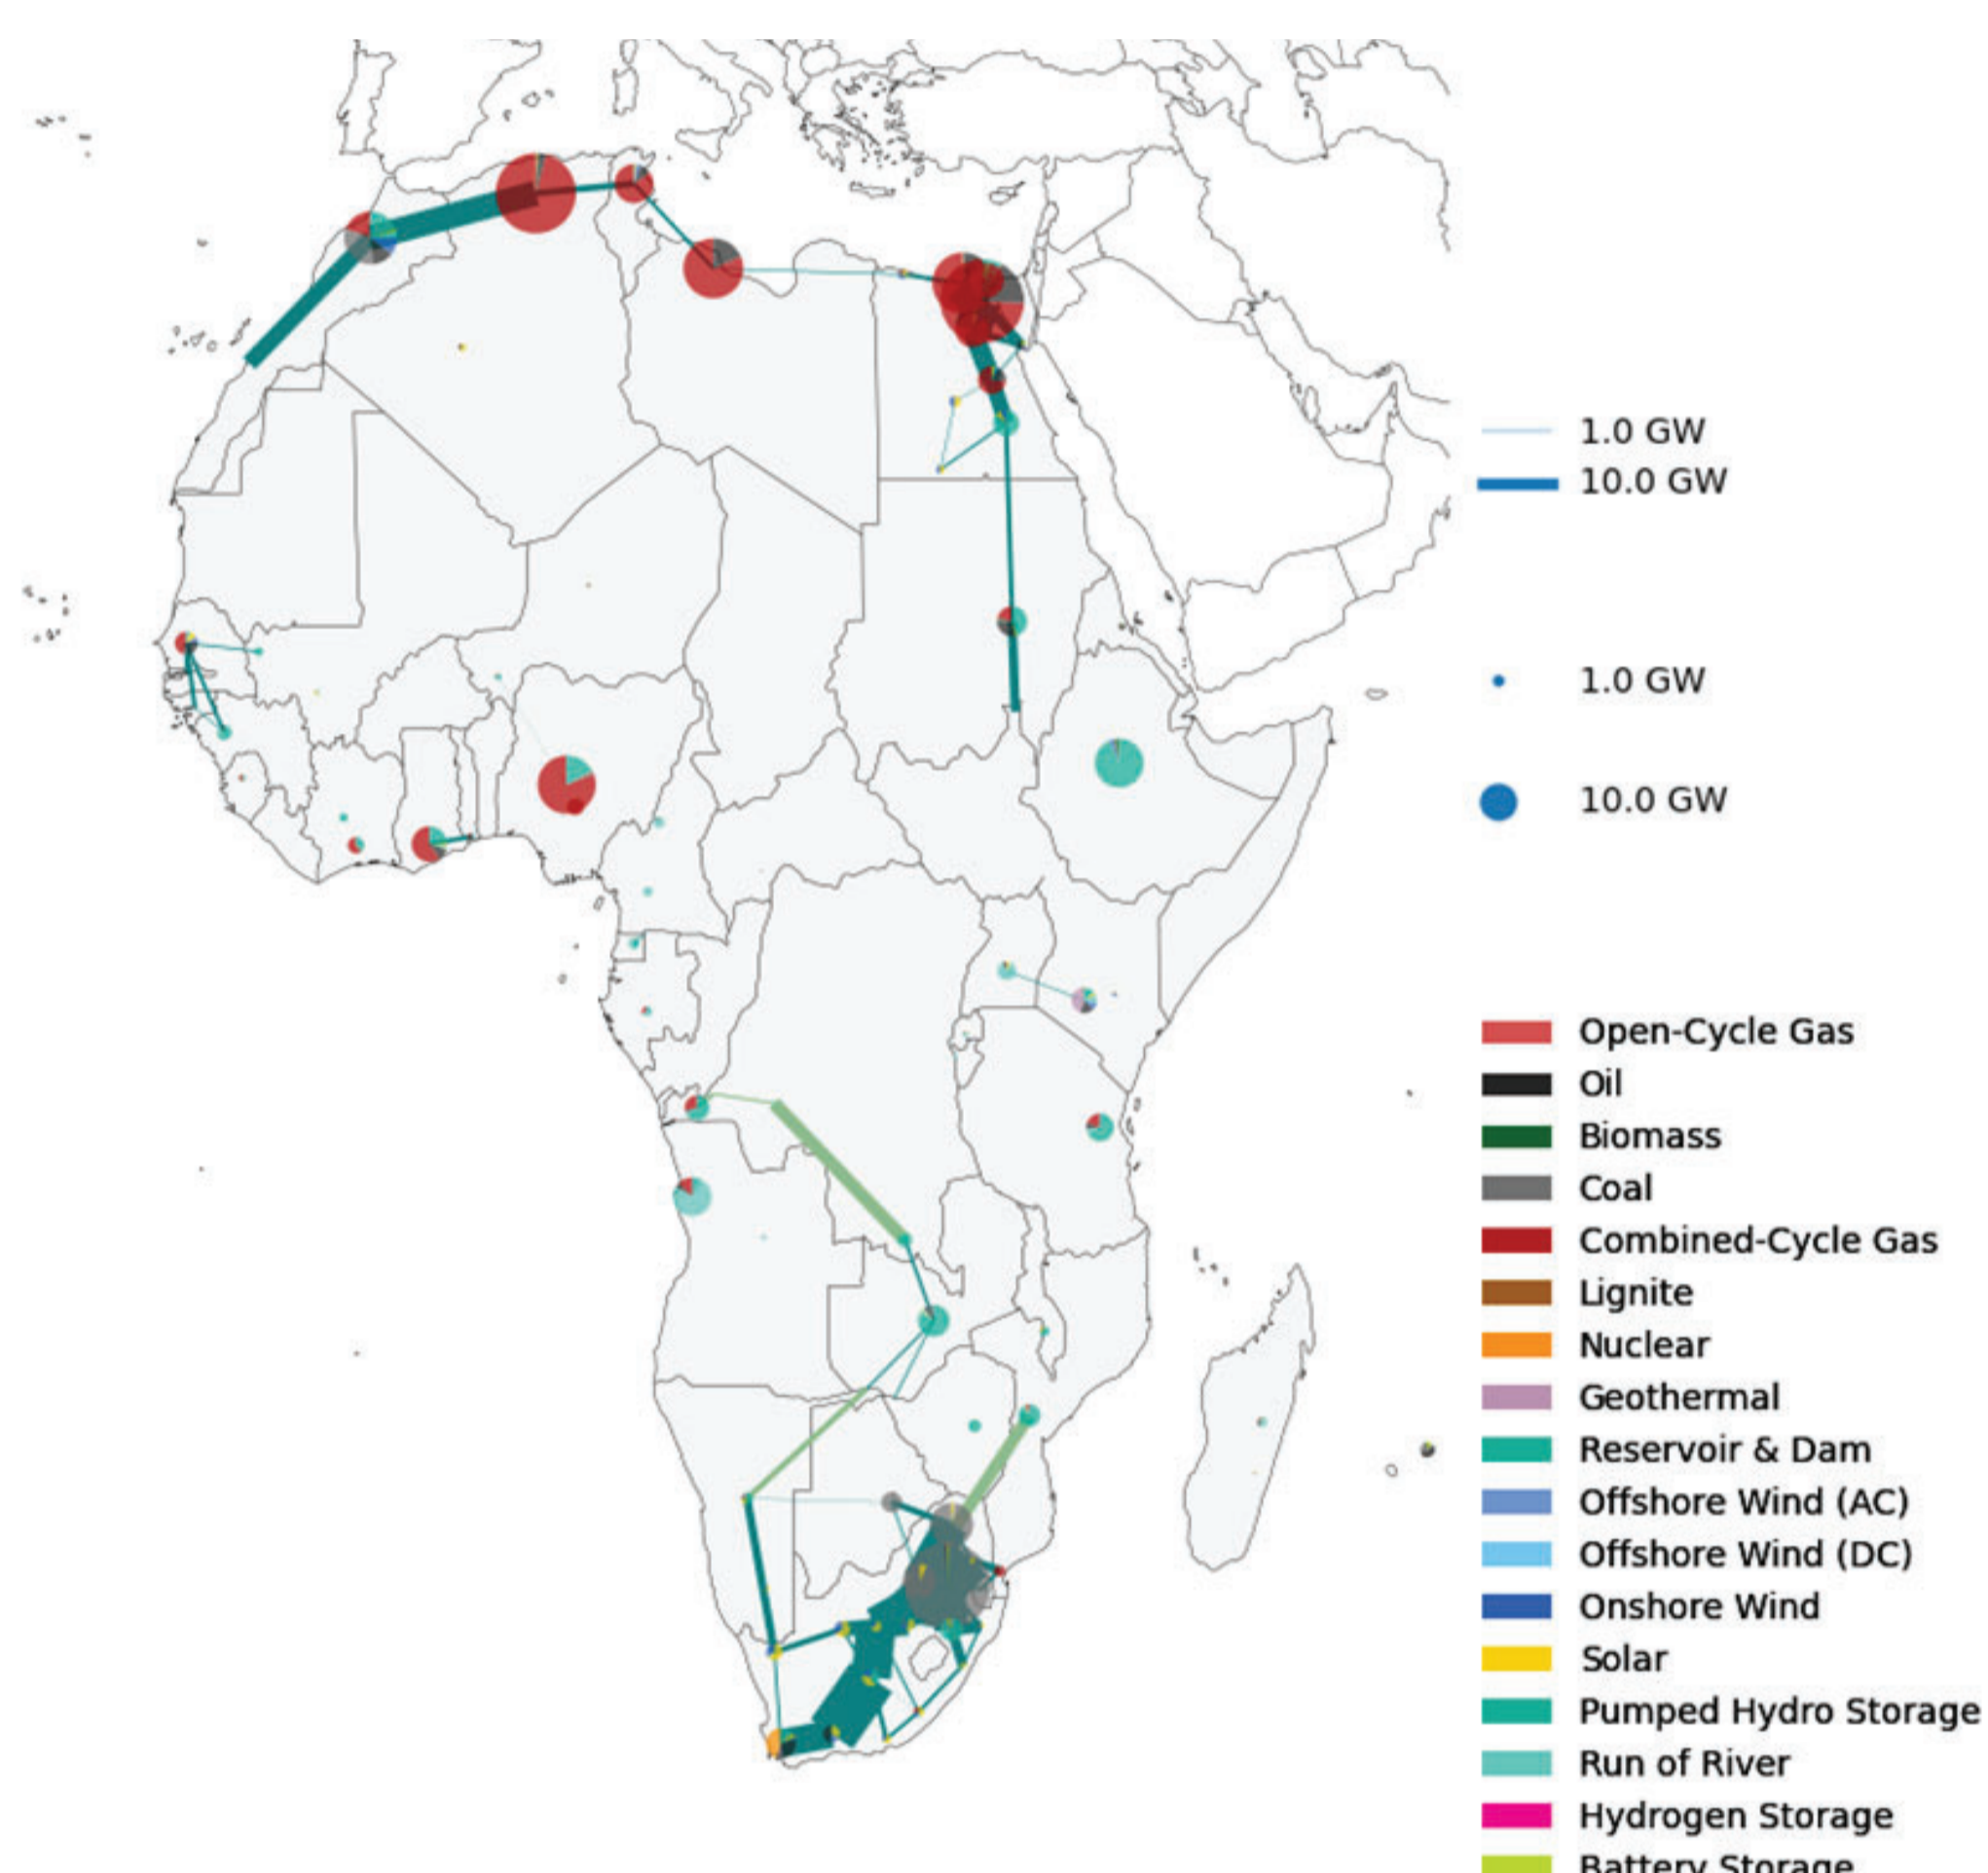 1.0 GW
10.0 GW
1.0 GW
10.0 GW
Open-Cycle Gas
Oil
Biomass
Coal
Combined-Cycle Gas
Lignite
Nuclear
Geothermal
Reservoir & Dam
Offshore Wind (AC)
Offshore Wind (DC)
Onshore Wind
Solar
Pumped Hydro Storage
Run of River
Hydrogen Storage
Battery Storage